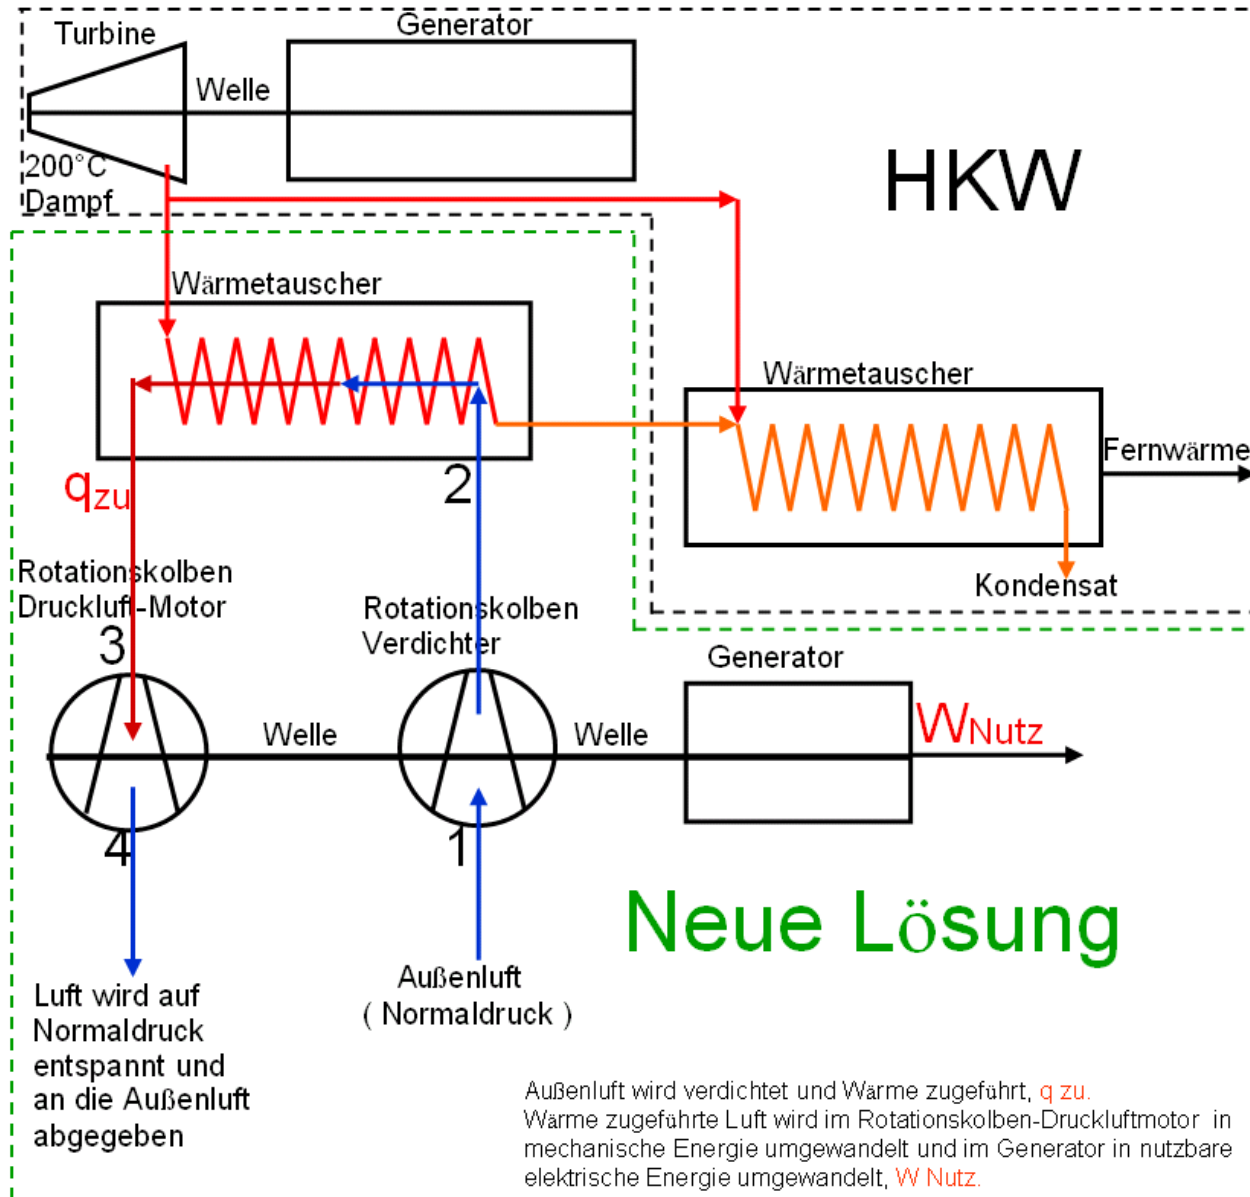 Turbine
Generator
Welle
200°C
Dampf
HKW
Wärmetauscher
Wärmetauscher
Fernwärme
qzu
2
Kondensat
Rotationskolben
Druckluft-Motor
3
Rotationskolben
Verdichter
Generator
Welle
Welle
WNutz
4
1
Neue Lösung
Luft wird auf
Normaldruck
entspannt und
an die Außenluft
abgegeben
Außenluft
( Normaldruck )
Außenluft wird verdichtet und Wärme zugeführt, q zu.
Wärme zugeführte Luft wird im Rotationskolben-Druckluftmotor in
mechanische Energie umgewandelt und im Generator in nutzbare
elektrische Energie umgewandelt, W Nutz.